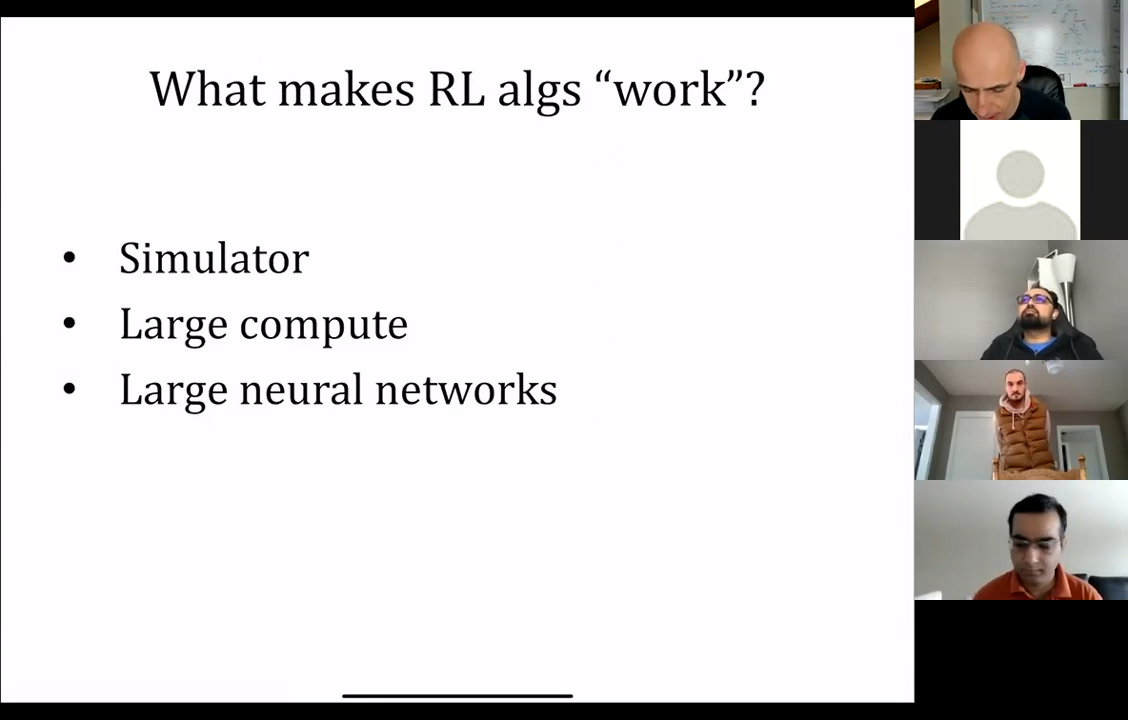 What makes RL algs “work”?
• Simulator
• Large compute
• Large neural networks